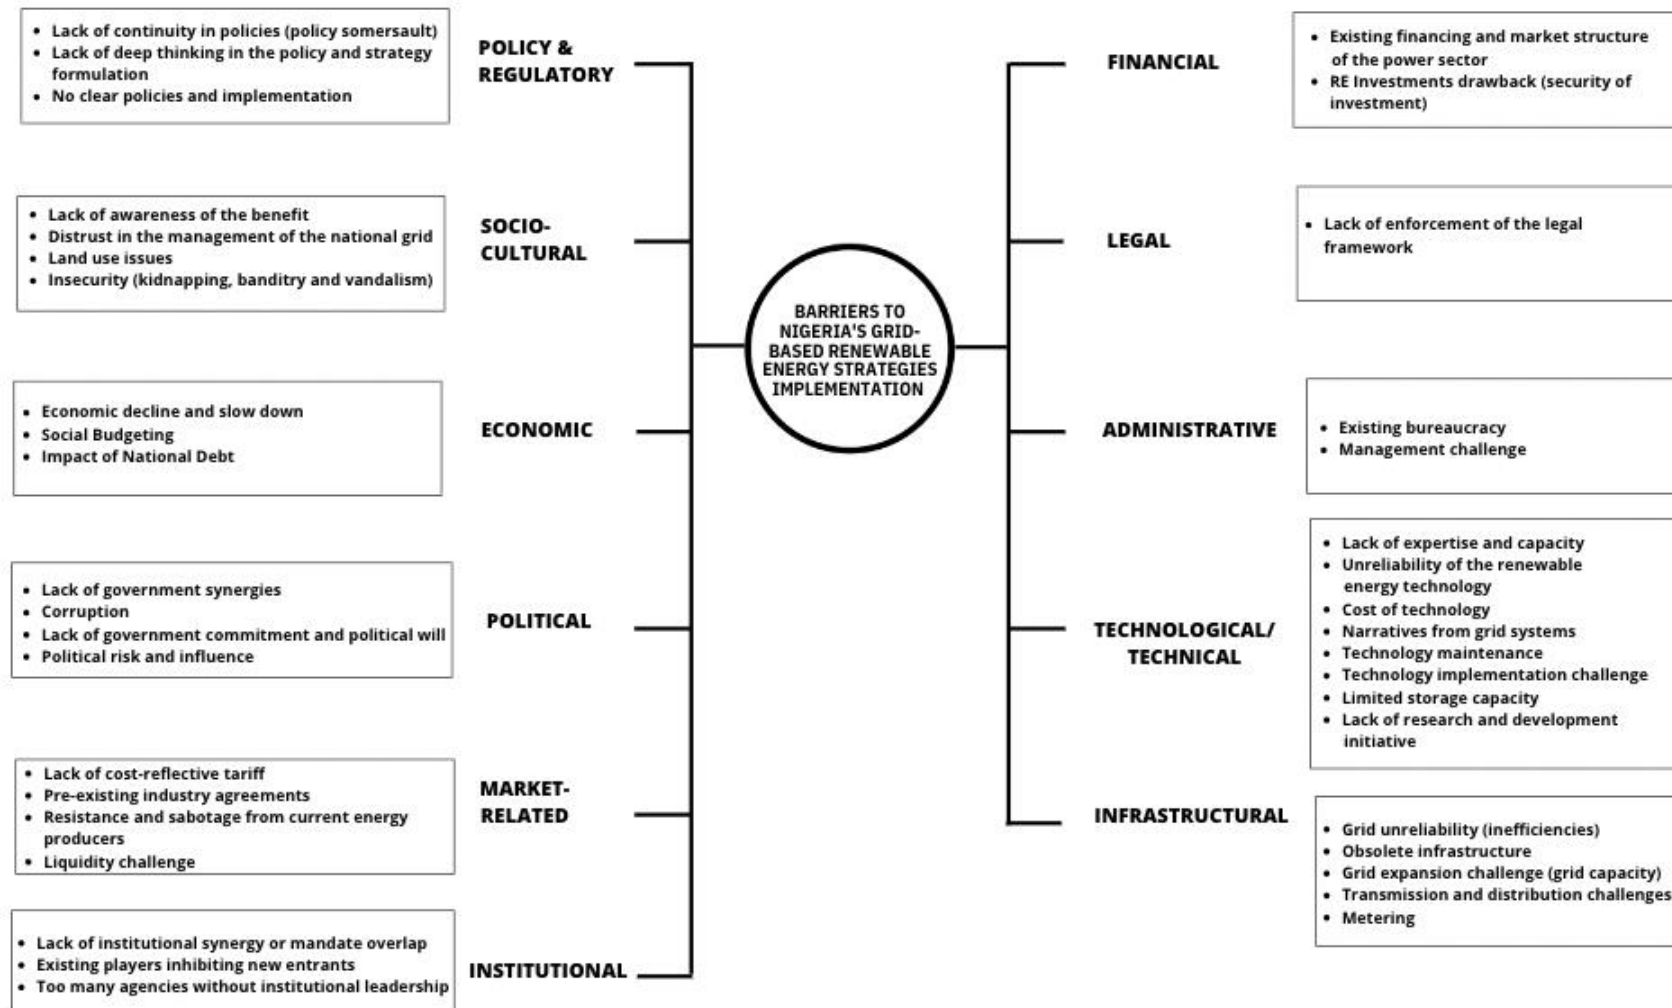 • Lack of continuity in policies (policy somersault)
• Lack of deep thinking in the policy and strategy
formulation
• No clear policies and implementation
POLICY &
REGULATORY
• Lack of awareness of the benefit
• Distrust in the management of the national grid
• Land use issues
• Insecurity (kidnapping, banditry and vandalism)
SOCIO-
CULTURAL
• Economic decline and slow down
• Social Budgeting
• Impact of National Debt
ECONOMIC
• Lack of government synergies
• Corruption
• Lack of government commitment and political will
• Political risk and influence
POLITICAL
• Lack of cost-reflective tariff
• Pre-existing industry agreements
• Resistance and sabotage from current energy
producers
• Liquidity challenge
MARKET-
RELATED
• Lack of institutional synergy or mandate overlap
• Existing players inhibiting new entrants
• Too many agencies without institutional leadership
INSTITUTIONAL
BARRIERS TO
NIGERIA'S GRID-
BASED RENEWABLE
ENERGY STRATEGIES
IMPLEMENTATION
FINANCIAL
• Existing financing and market structure
of the power sector
• RE Investments drawback (security of
investment)
LEGAL
• Lack of enforcement of the legal
framework
ADMINISTRATIVE
• Existing bureaucracy
• Management challenge
TECHNOLOGICAL/
TECHNICAL
• Lack of expertise and capacity
• Unreliability of the renewable
energy technology
• Cost of technology
• Narratives from grid systems
• Technology maintenance
• Technology implementation challenge
• Limited storage capacity
• Lack of research and development
initiative
INFRASTRUCTURAL
• Grid unreliability (inefficiencies)
• Obsolete infrastructure
• Grid expansion challenge (grid capacity)
• Transmission and distribution challenges
• Metering